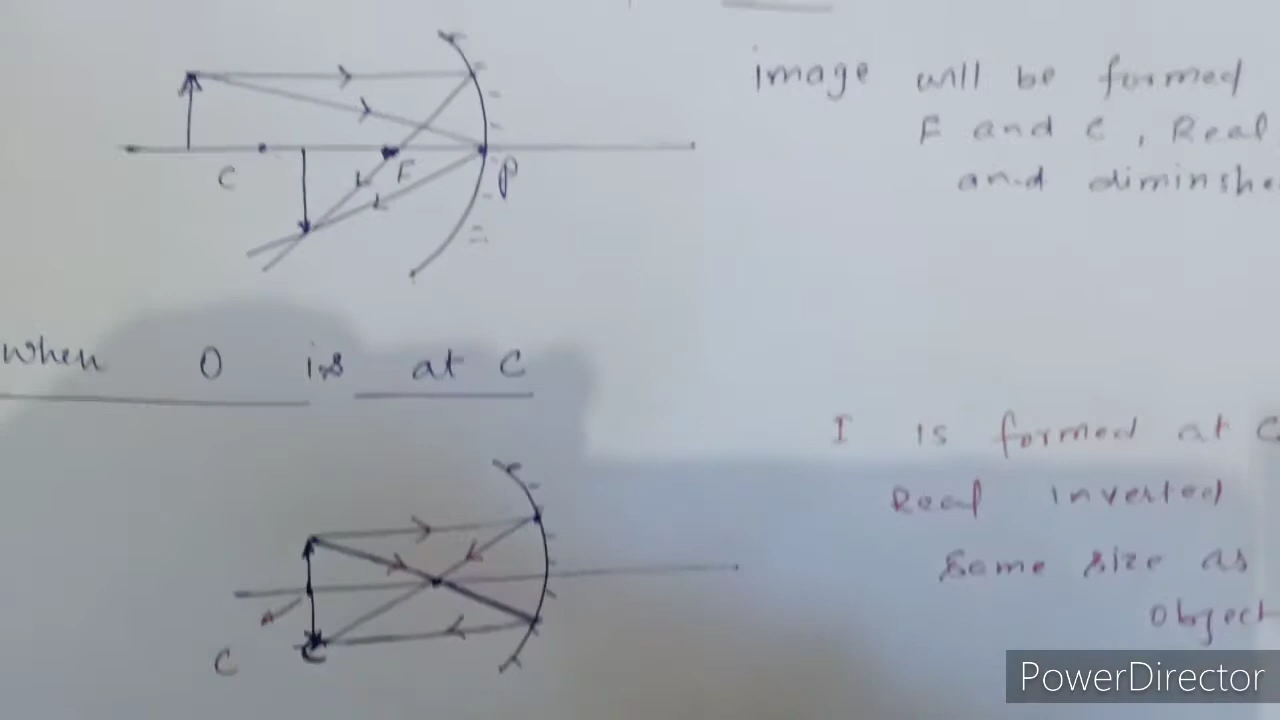 image will be formed
F and C, Real,
and diminshe
C
F
P
when O is at C
I is formed at C
Real inverted
Same size as
Object
C
C
PowerDirector